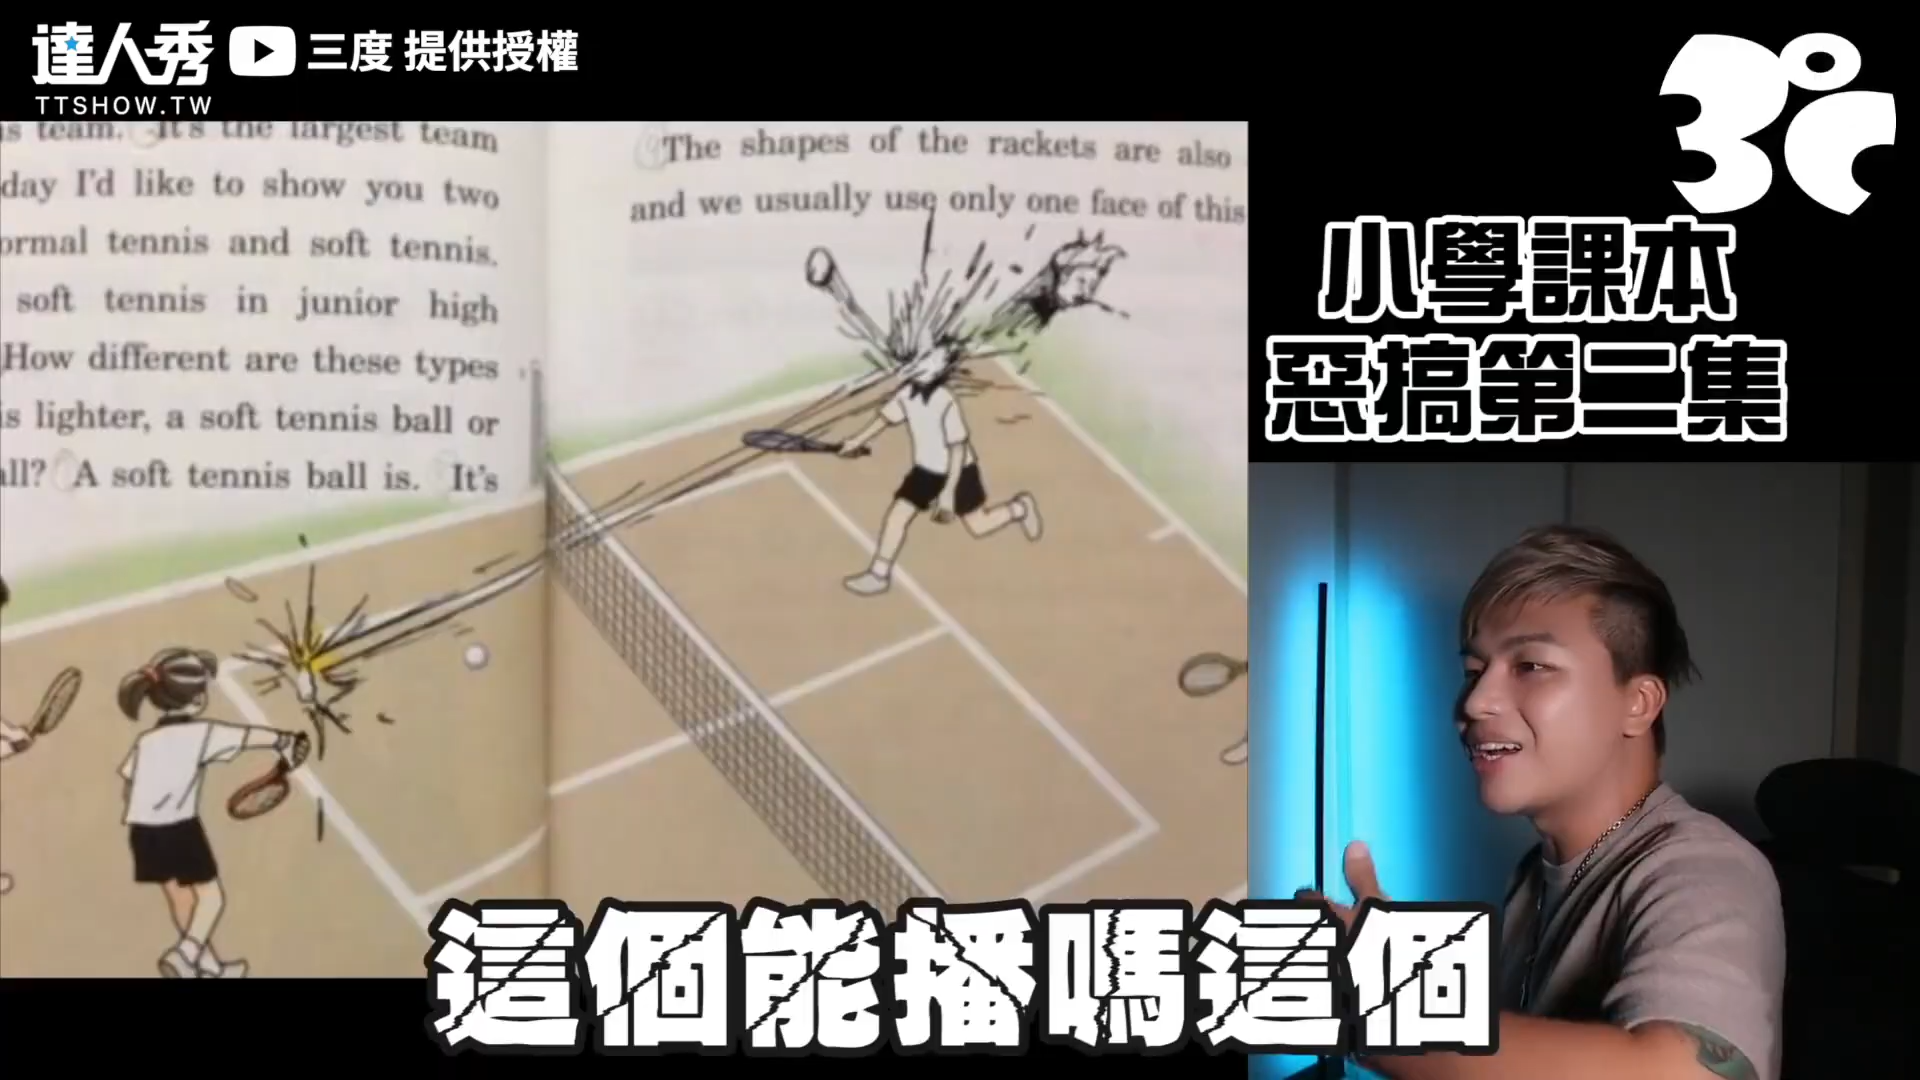 達人秀
TTSHOW.TW
三度 提供授權
3°C
小學課本
惡搞第二集
is team. It's the largest team
day I'd like to show you two
ormal tennis and soft tennis.
soft tennis in junior high
How different are these types
is lighter, a soft tennis ball or
all? A soft tennis ball is. It's
The shapes of the rackets are also
and we usually use only one face of this
這個能播嗎這個